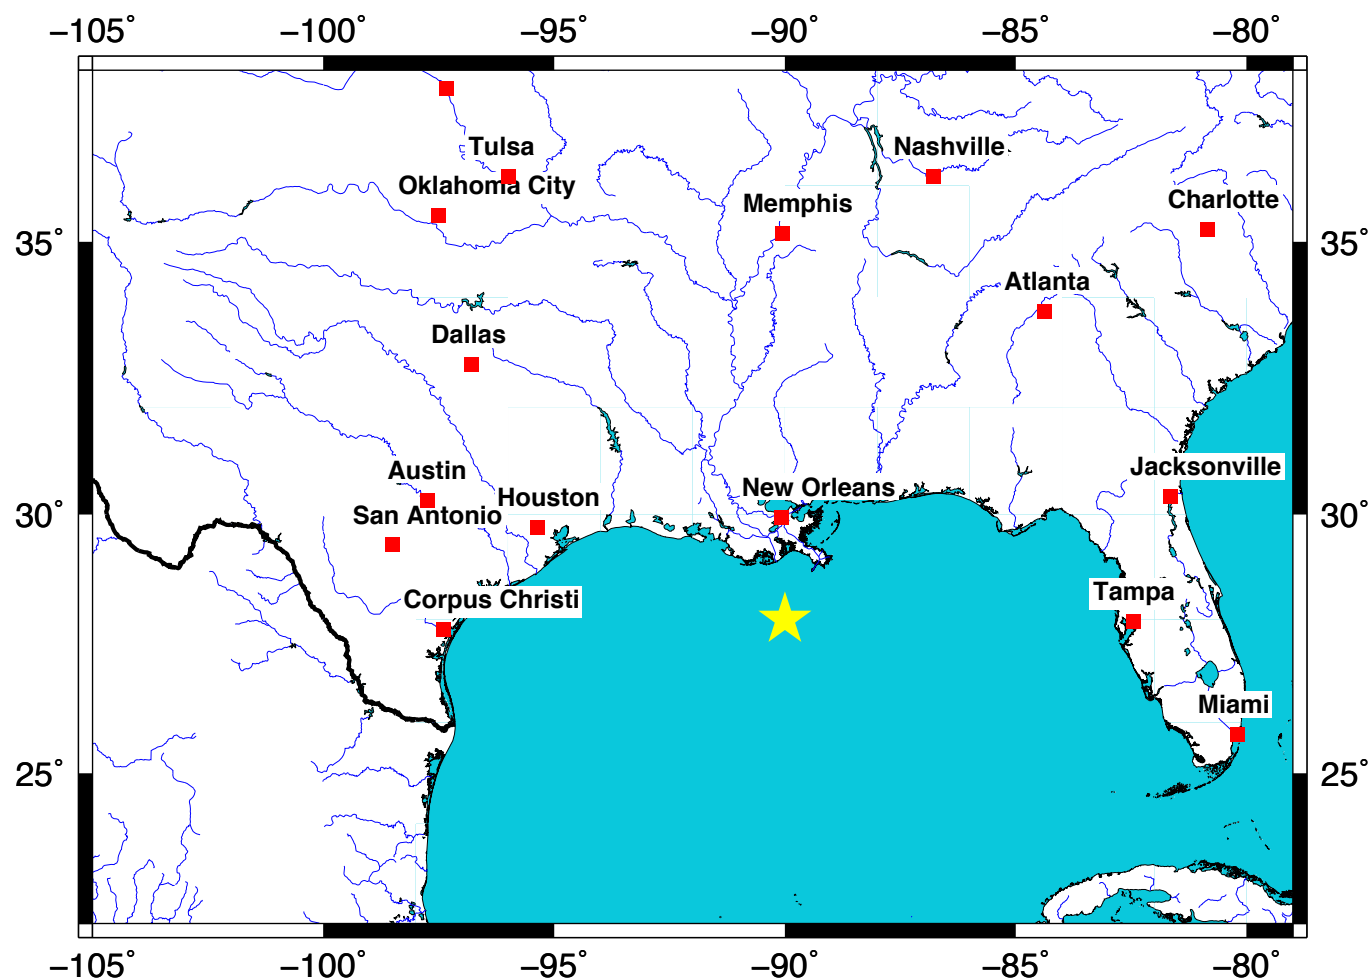 −105˚ −100˚ −95˚ −90˚ −85˚ −80˚
Tulsa
Nashville
Oklahoma City
Memphis
Charlotte
35˚ 35˚
Atlanta
Dallas
Austin
Jacksonville
Houston
New Orleans
San Antonio
30˚ 30˚
Tampa
Corpus Christi
Miami
25˚ 25˚
−105˚ −100˚ −95˚ −90˚ −85˚ −80˚